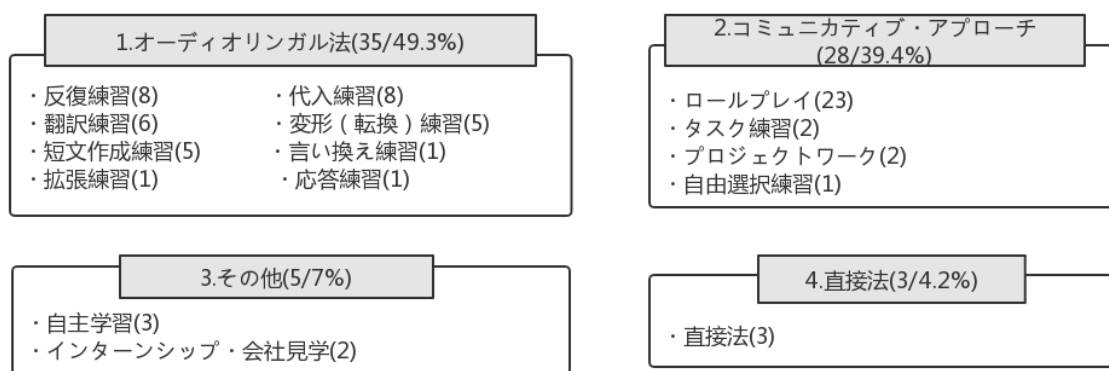 1.オーディオリンガル法(35/49.3%)
・反復練習(8)
・代入練習(8)
・翻訳練習(6)
・変形（転換）練習(5)
・短文作成練習(5)
・言い換え練習(1)
・拡張練習(1)
・応答練習(1)
2.コミュニカティブ・アプローチ
(28/39.4%)
・ロールプレイ(23)
・タスク練習(2)
・プロジェクトワーク(2)
・自由選択練習(1)
3.その他(5/7%)
・自主学習(3)
・インターンシップ・会社見学(2)
4.直接法(3/4.2%)
・直接法(3)